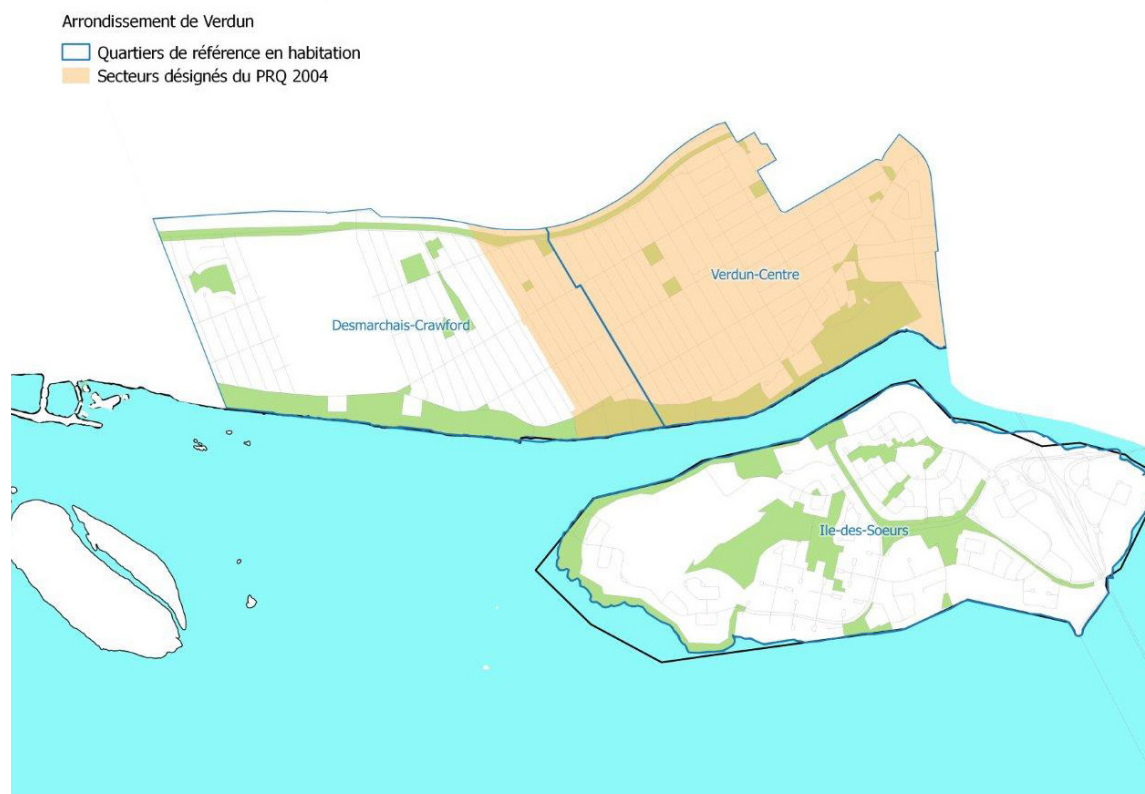 Arrondissement de Verdun
Quartiers de référence en habitation
Secteurs désignés du PRQ 2004
Verdun-Centre
Desmarchais-Crawford
Ile-des-Soeurs